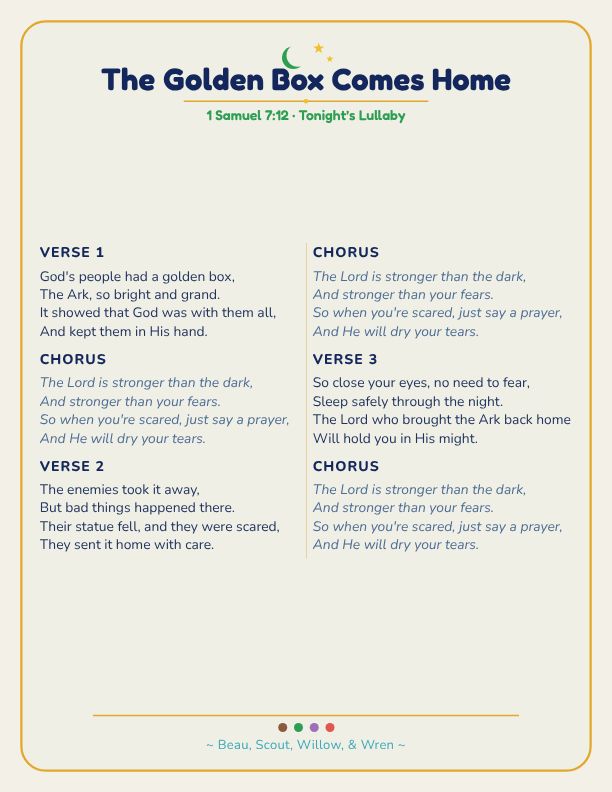 The Golden Box Comes Home
1 Samuel 7:12 · Tonight's Lullaby
VERSE 1
God's people had a golden box,
The Ark, so bright and grand.
It showed that God was with them all,
And kept them in His hand.
CHORUS
The Lord is stronger than the dark,
And stronger than your fears.
So when you're scared, just say a prayer,
And He will dry your tears.
VERSE 2
The enemies took it away,
But bad things happened there.
Their statue fell, and they were scared,
They sent it home with care.
CHORUS
The Lord is stronger than the dark,
And stronger than your fears.
So when you're scared, just say a prayer,
And He will dry your tears.
VERSE 3
So close your eyes, no need to fear,
Sleep safely through the night.
The Lord who brought the Ark back home
Will hold you in His might.
CHORUS
The Lord is stronger than the dark,
And stronger than your fears.
So when you're scared, just say a prayer,
And He will dry your tears.
~ Beau, Scout, Willow, & Wren ~